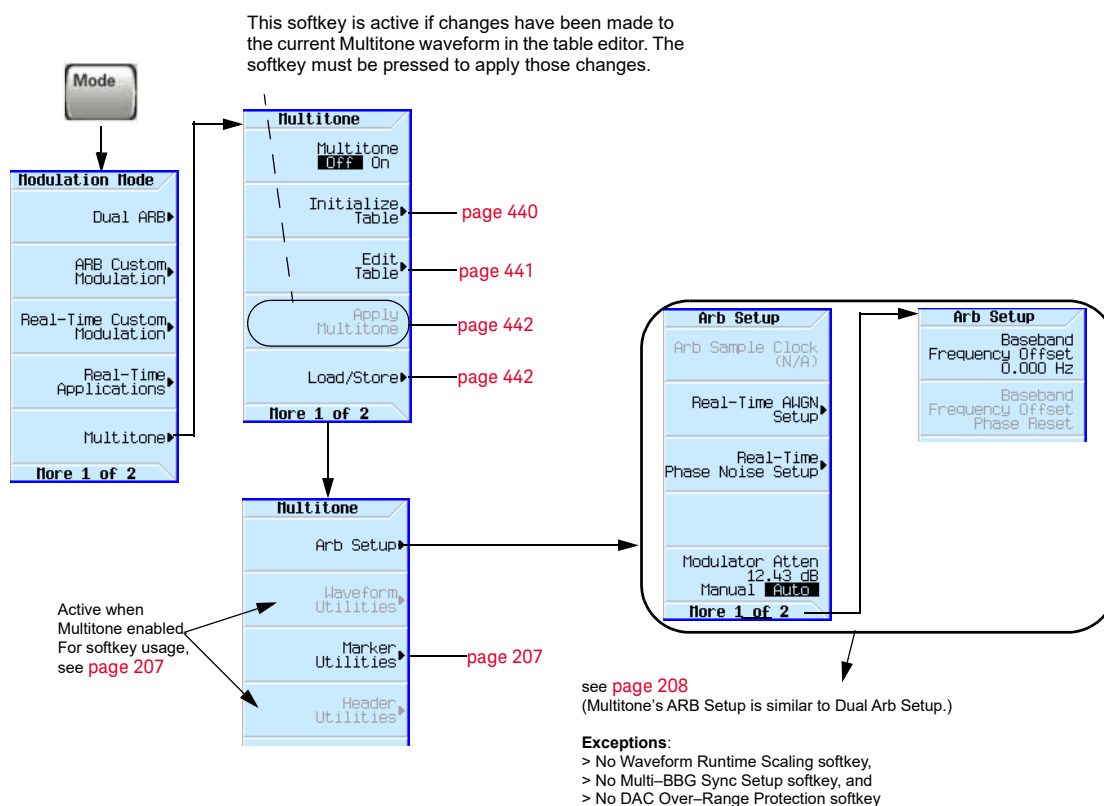 This softkey is active if changes have been made to
the current Multitone waveform in the table editor. The
softkey must be pressed to apply those changes.
Mode
Modulation Mode
Dual ARB
ARB Custom
Modulation
Real-Time Custom
Modulation
Real-Time
Applications
Multitone
More 1 of 2
Multitone
Multitone
Off On
Initialize
Table
page 440
Edit
Table
page 441
Apply
Multitone
page 442
Load/Store
page 442
More 1 of 2
Multitone
Arb Setup
Waveform
Utilities
Marker
Utilities
page 207
Header
Utilities
Active when
Multitone enabled.
For softkey usage,
see page 207
Arb Setup
Arb Sample Clock
(N/A)
Real-Time AWGN
Setup
Real-Time
Phase Noise Setup
Modulator Atten
12.43 dB
Manual Auto
More 1 of 2
Arb Setup
Baseband
Frequency Offset
0.000 Hz
Baseband
Frequency Offset
Phase Reset
see page 208
(Multitone's ARB Setup is similar to Dual Arb Setup.)
Exceptions:
> No Waveform Runtime Scaling softkey,
> No Multi–BBG Sync Setup softkey, and
> No DAC Over–Range Protection softkey